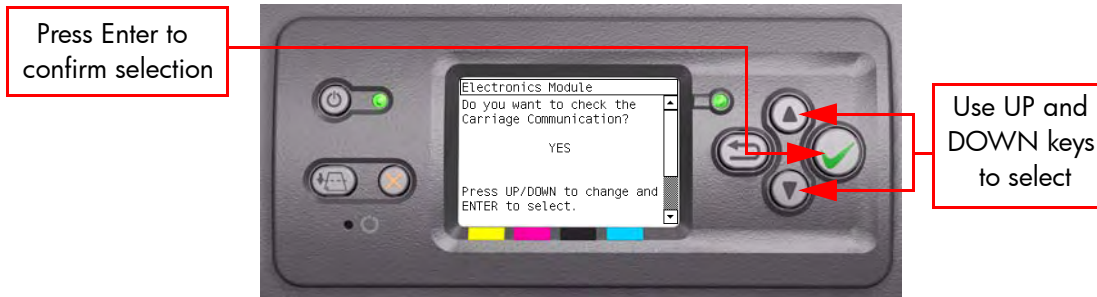 Press Enter to
confirm selection
Electronics Module
Do you want to check the
Carriage Communication?
YES
Press UP/DOWN to change and
ENTER to select.
Use UP and
DOWN keys
to select